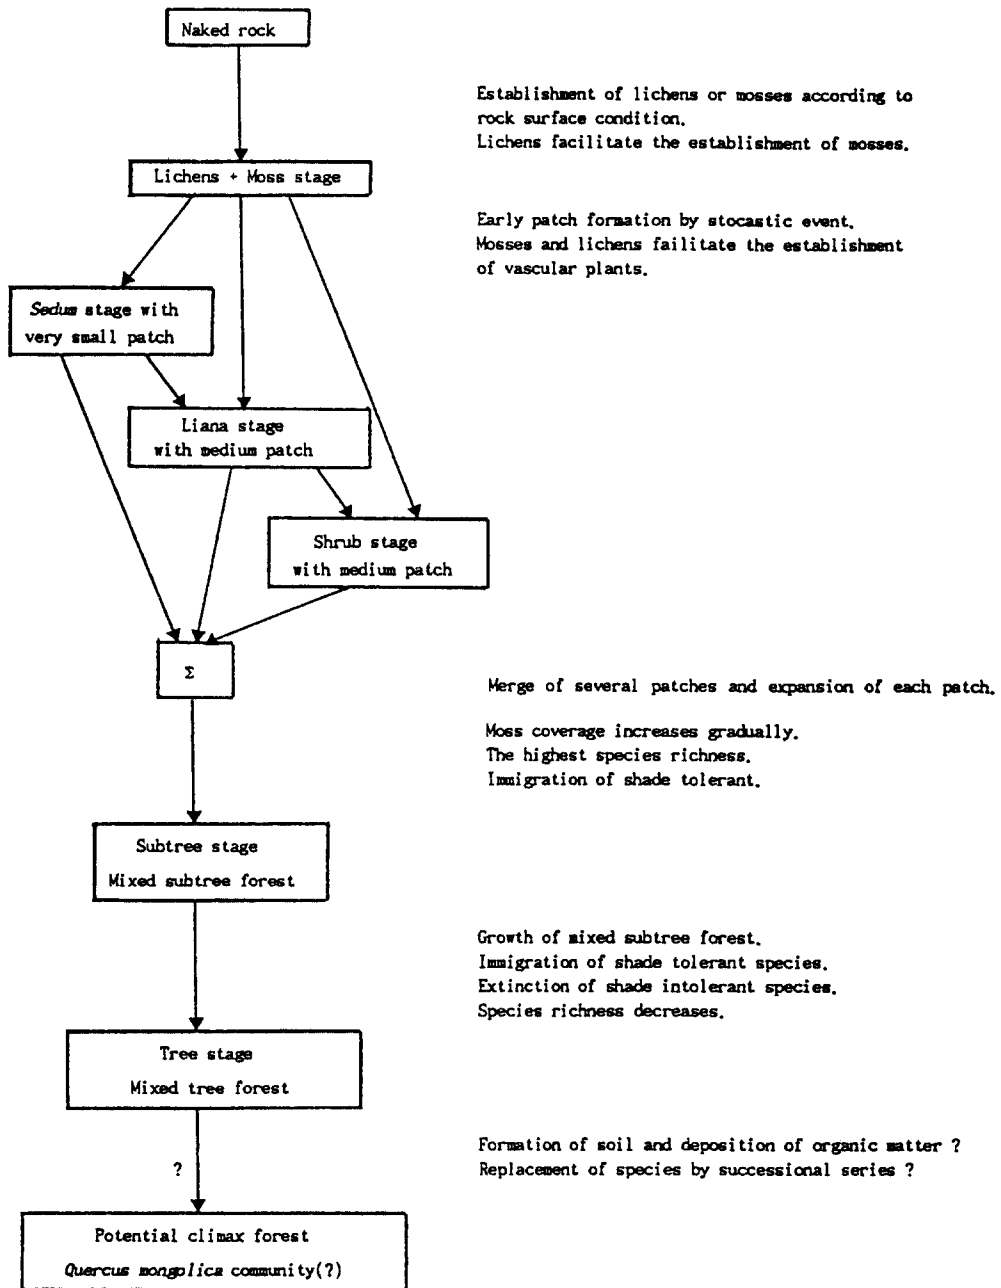 Naked rock
Establishment of lichens or mosses according to
rock surface condition.
Lichens facilitate the establishment of mosses.
Lichens + Moss stage
Early patch formation by stocastic event.
Mosses and lichens failitate the establishment
of vascular plants.
Sedum stage with
very small patch
Liana stage
with medium patch
Shrub stage
with medium patch
Σ
Merge of several patches and expansion of each patch.
Moss coverage increases gradually.
The highest species richness.
Immigration of shade tolerant.
Subtree stage
Mixed subtree forest
Growth of mixed subtree forest.
Immigration of shade tolerant species.
Extinction of shade intolerant species.
Species richness decreases.
Tree stage
Mixed tree forest
Formation of soil and deposition of organic matter ?
Replacement of species by successional series ?
?
Potential climax forest
Quercus mongolica community(?)